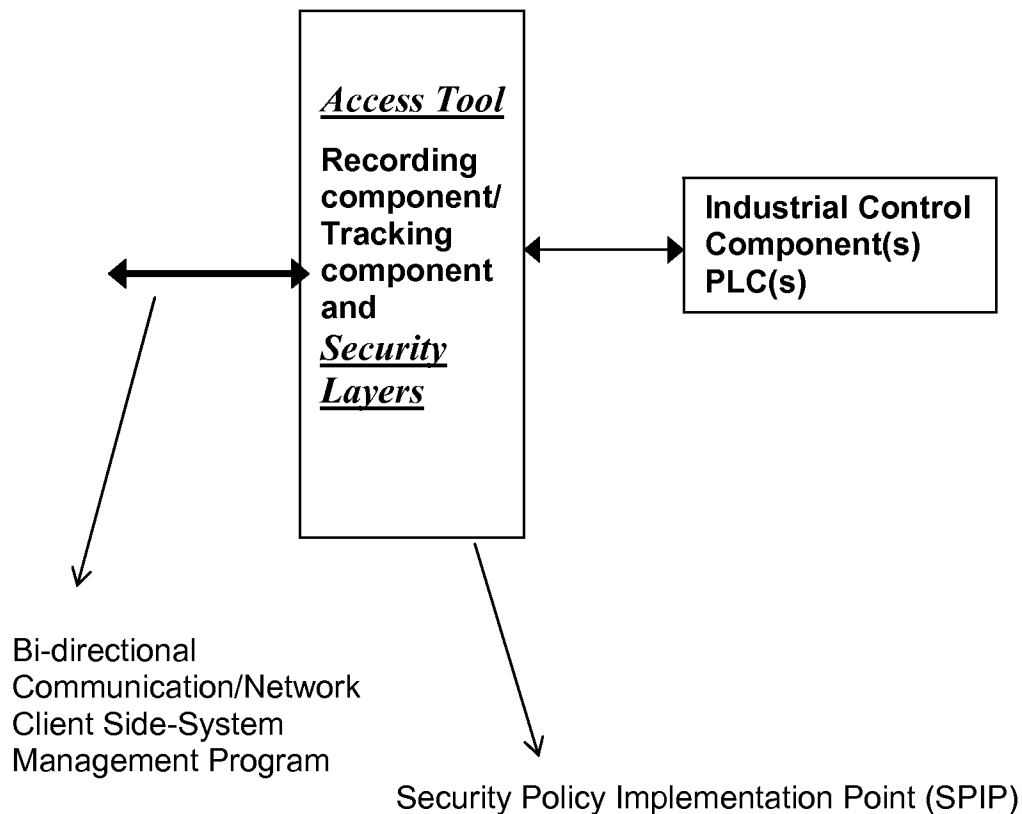 Access Tool
Recording
component/
Tracking
component
and
Security
Layers
Industrial Control
Component(s)
PLC(s)
Bi-directional
Communication/Network
Client Side-System
Management Program
Security Policy Implementation Point (SPIP)